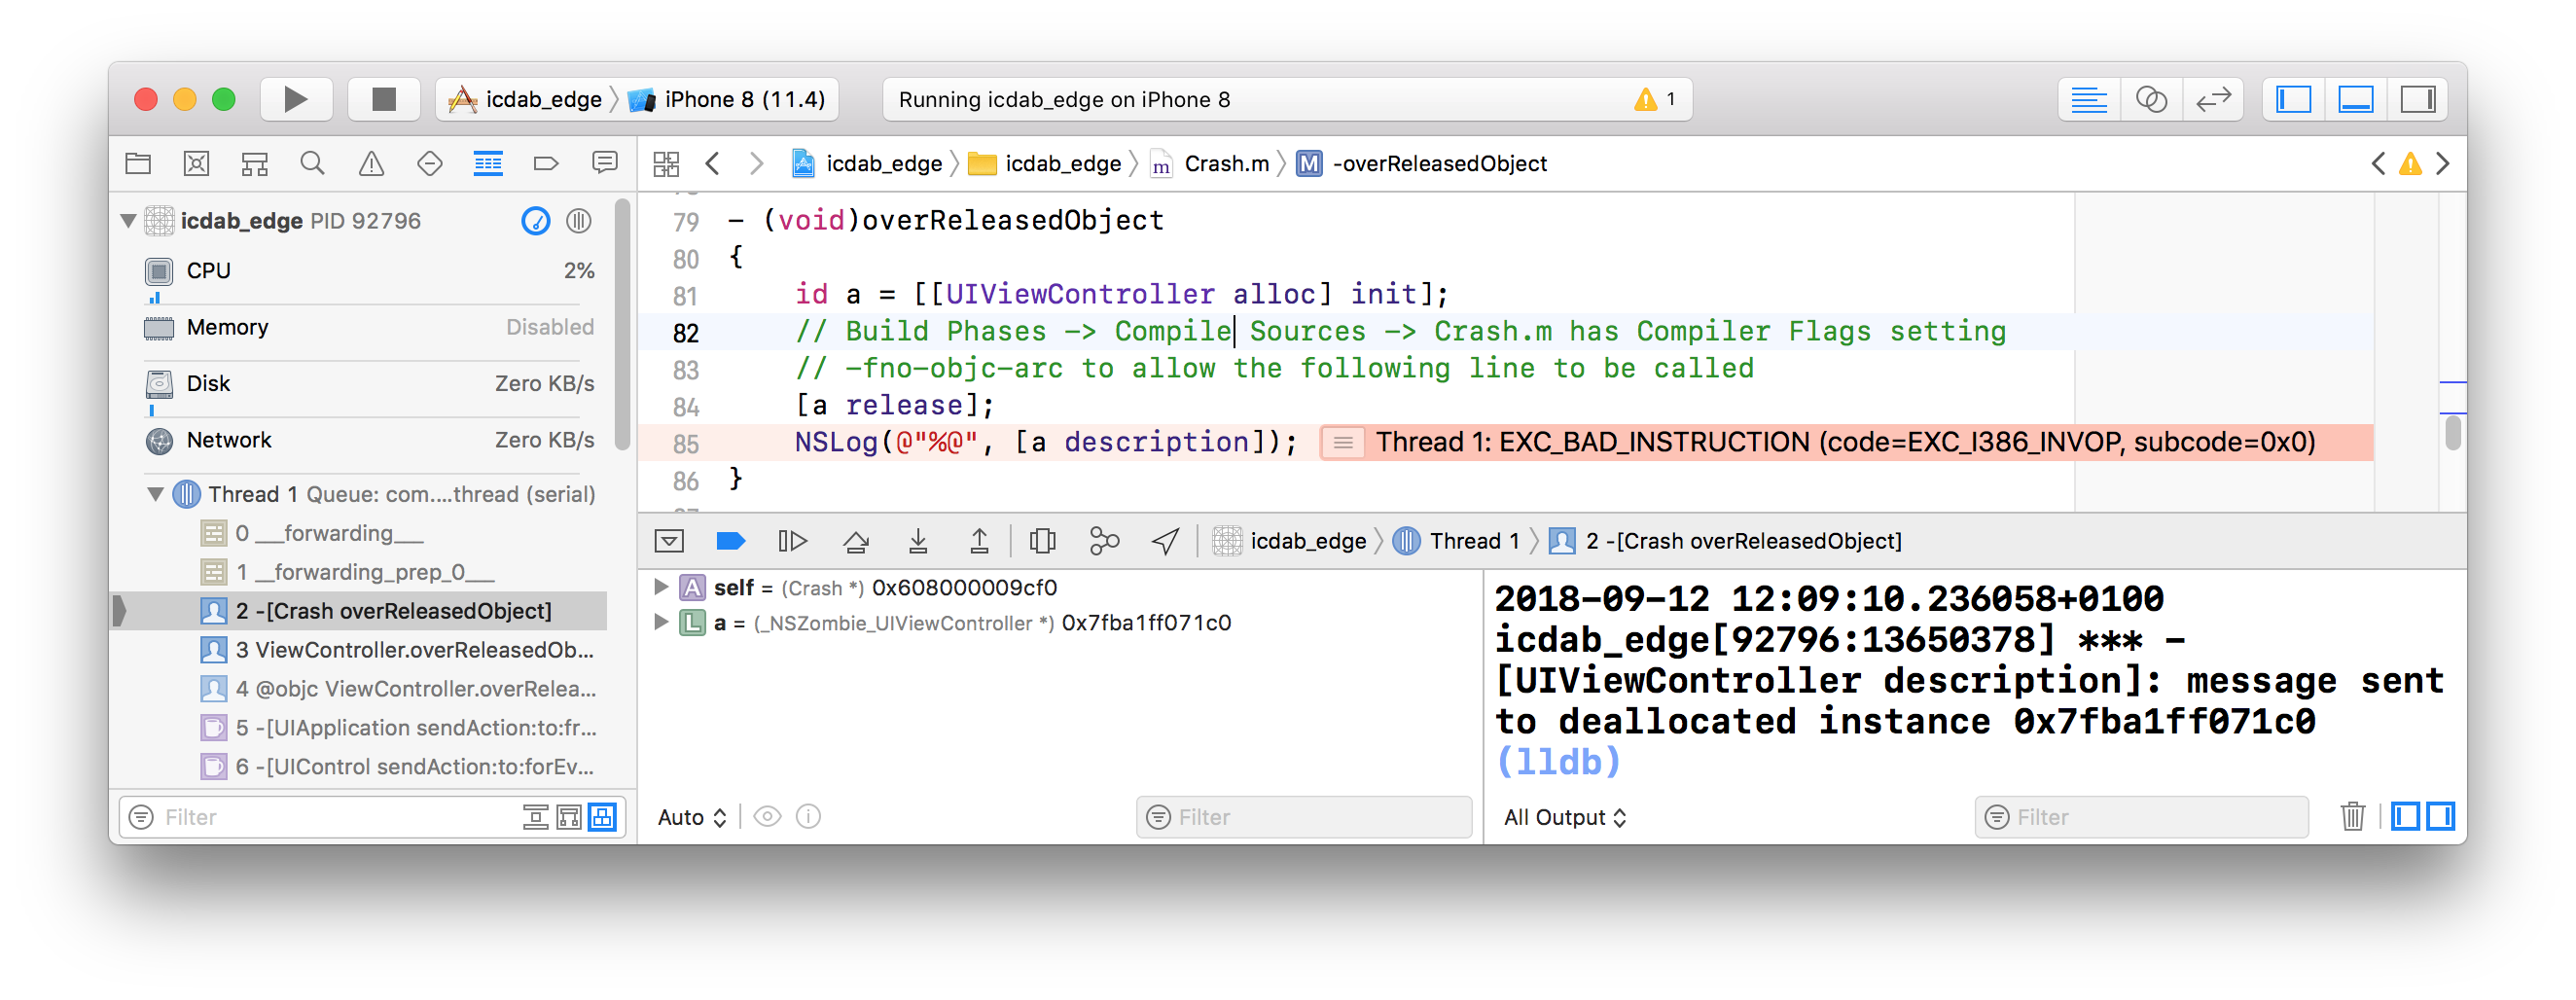 icdab_edge iPhone 8 (11.4)
Running icdab_edge on iPhone 8 1
icdab_edge icdab_edge m Crash.m M -overReleasedObject
icdab_edge PID 92796
CPU 2%
Memory Disabled
Disk Zero KB/s
Network Zero KB/s
Thread 1 Queue: com....thread (serial)
0 ___forwarding___
1 __forwarding_prep_0___
2 -[Crash overReleasedObject]
3 ViewController.overReleasedOb...
4 @objc ViewController.overRelea...
5 -[UIApplication sendAction:to:fr...
6 -[UIControl sendAction:to:forEv...
Filter
79 - (void)overReleasedObject
80 {
81 id a = [[UIViewController alloc] init];
82 // Build Phases -> Compile Sources -> Crash.m has Compiler Flags setting
83 // -fno-objc-arc to allow the following line to be called
84 [a release];
85 NSLog(@"%@", [a description]); Thread 1: EXC_BAD_INSTRUCTION (code=EXC_I386_INVOP, subcode=0x0)
86 }
icdab_edge Thread 1 2 -[Crash overReleasedObject]
A self = (Crash *) 0x608000009cf0
L a = (_NSZombie_UIViewController *) 0x7fba1ff071c0
Auto Filter
2018-09-12 12:09:10.236058+0100
icdab_edge[92796:13650378] *** -
[UIViewController description]: message sent
to deallocated instance 0x7fba1ff071c0
(lldb)
All Output Filter